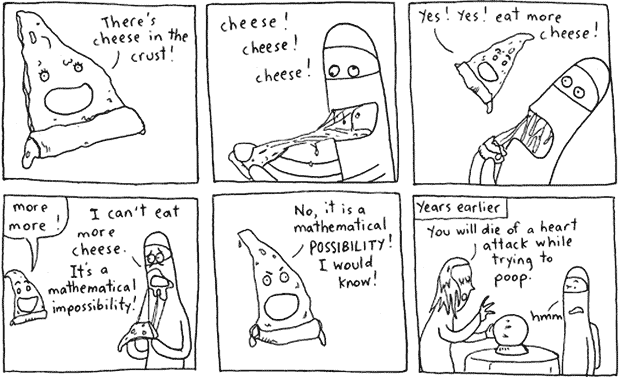 There's
cheese in the
crust!
cheese!
cheese!
cheese!
Yes! Yes! eat more
cheese!
more
more!
I can't eat
more
cheese.
It's a
mathematical
impossibility!
No, it is a
mathematical
POSSIBILITY!
I would
know!
Years earlier
You will die of a heart
attack while
trying to
poop.
hmm